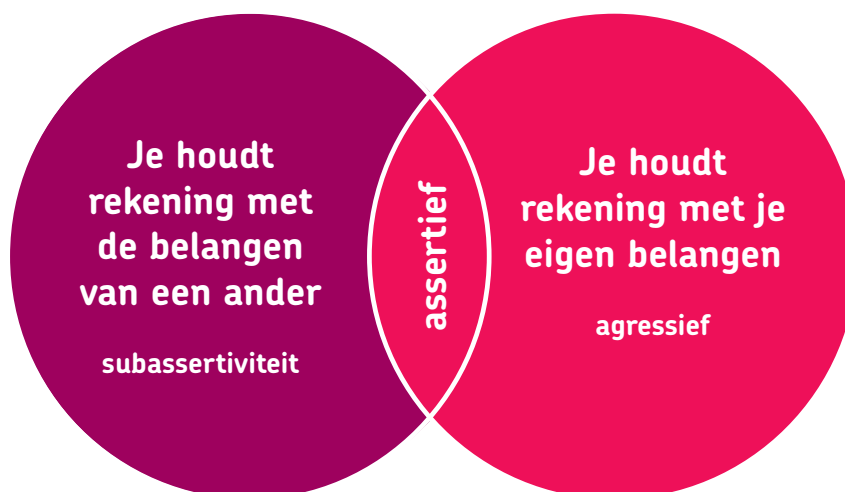 Je houdt
rekening met
de belangen
van een ander
subassertiviteit
assertief
Je houdt
rekening met je
eigen belangen
agressief